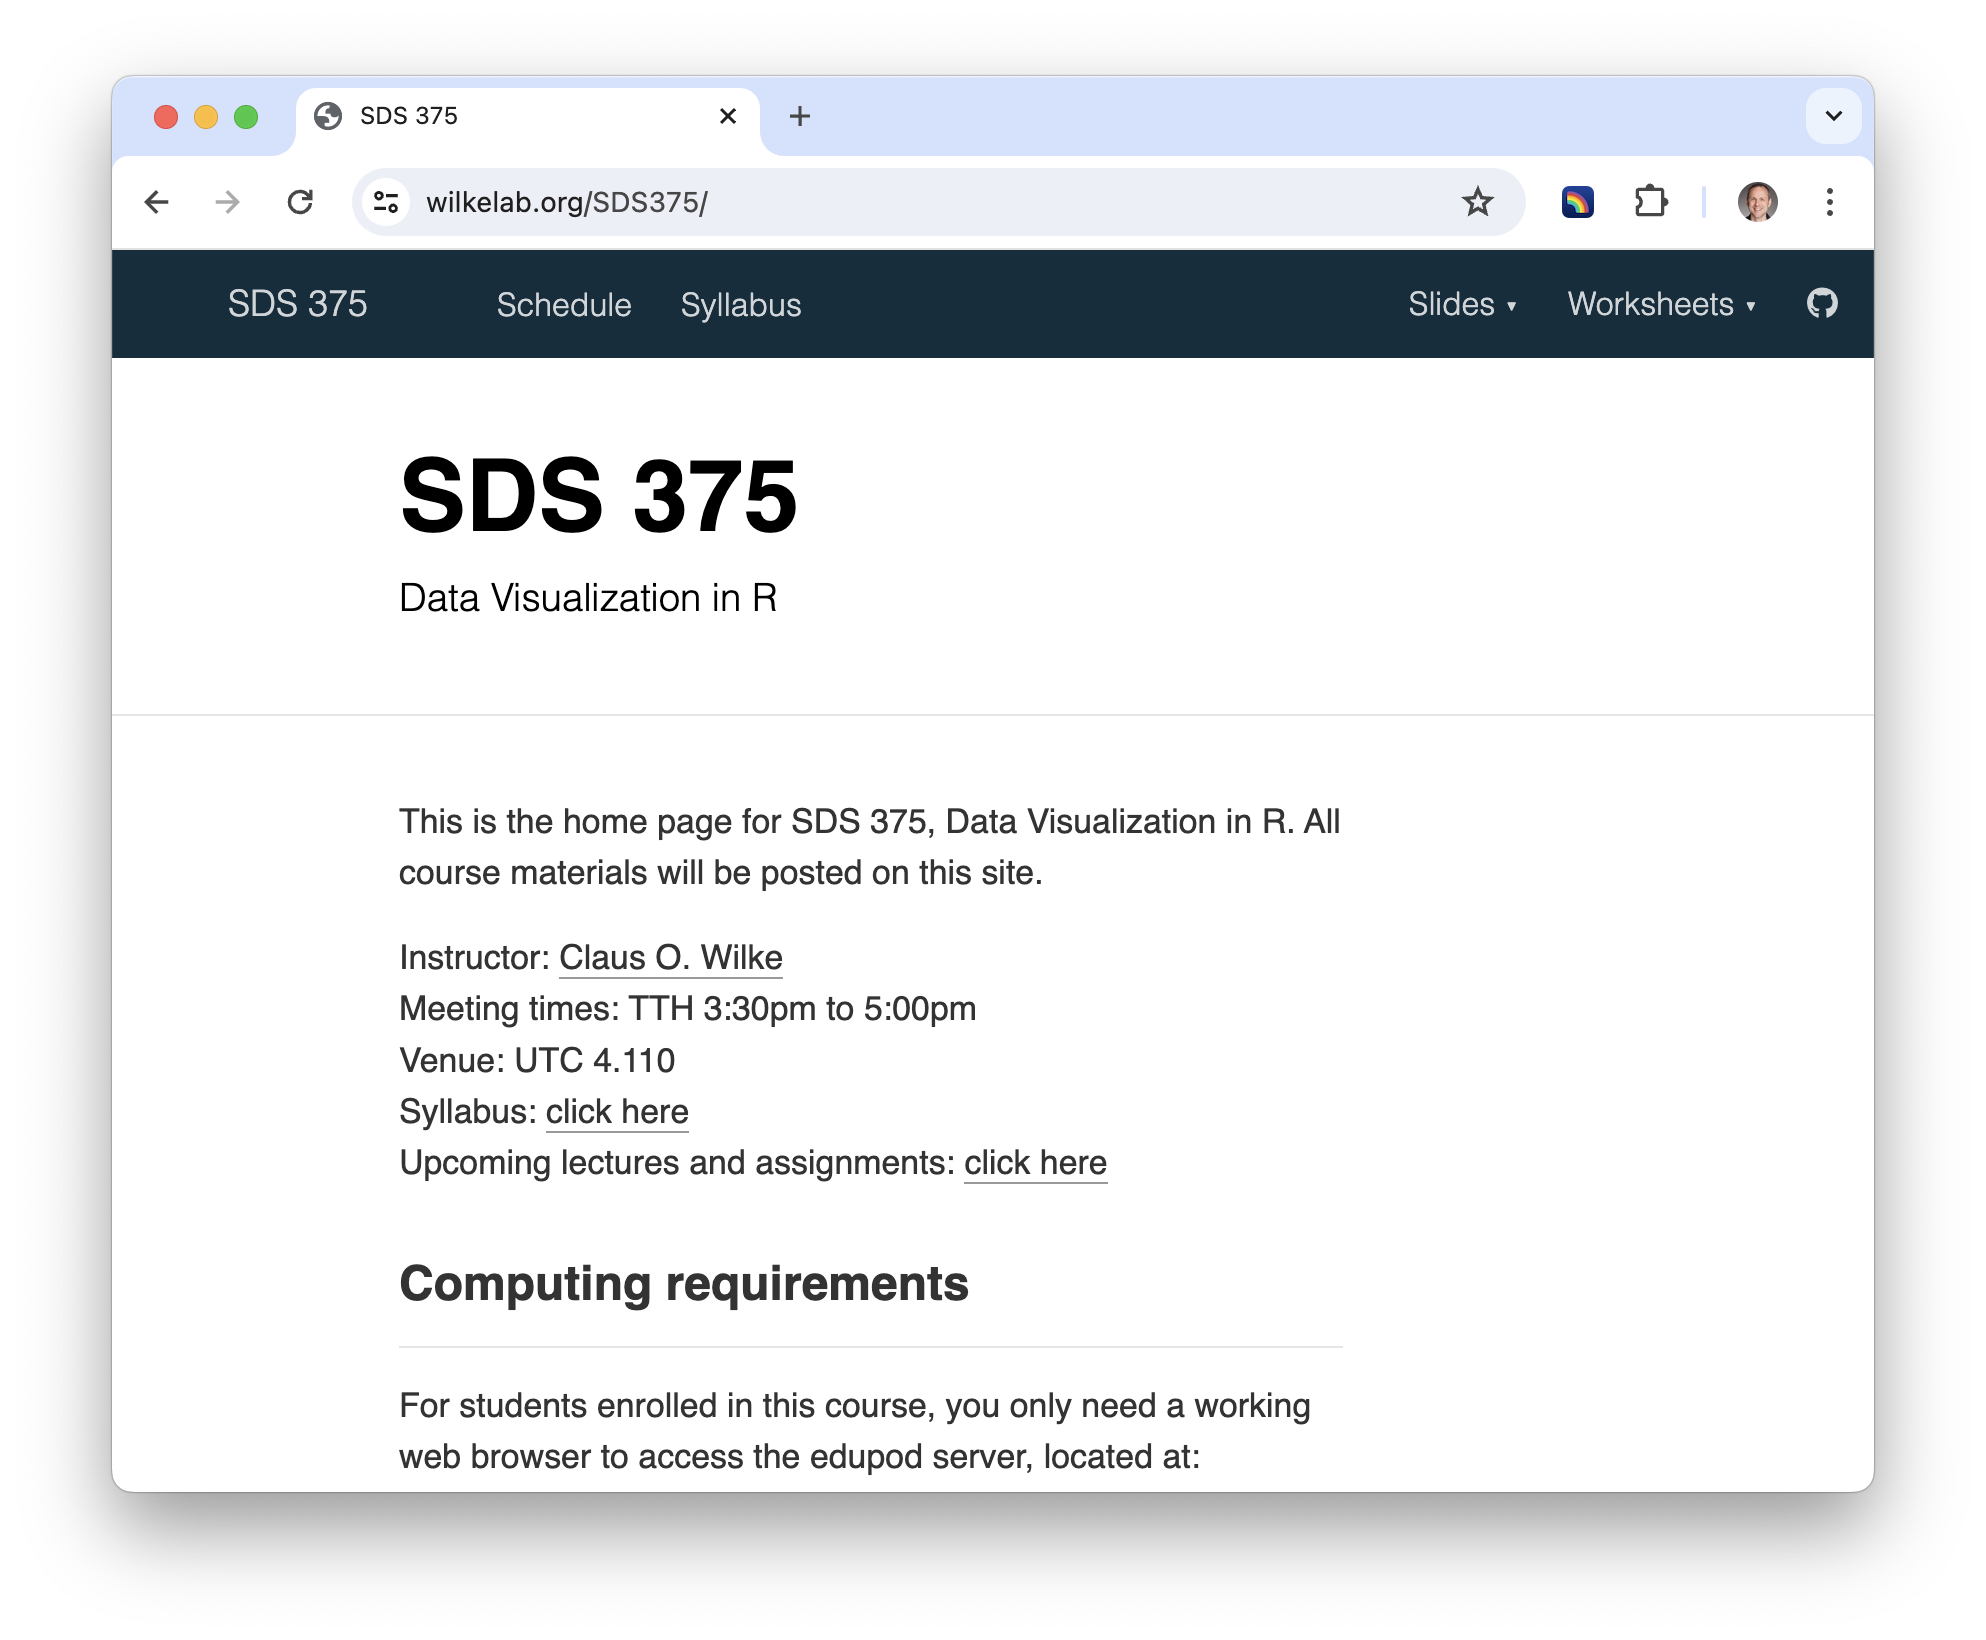 SDS 375
wilkelab.org/SDS375/
SDS 375 Schedule Syllabus Slides ▾ Worksheets ▾
SDS 375
Data Visualization in R
This is the home page for SDS 375, Data Visualization in R. All
course materials will be posted on this site.
Instructor: Claus O. Wilke
Meeting times: TTH 3:30pm to 5:00pm
Venue: UTC 4.110
Syllabus: click here
Upcoming lectures and assignments: click here
Computing requirements
For students enrolled in this course, you only need a working
web browser to access the edupod server, located at: